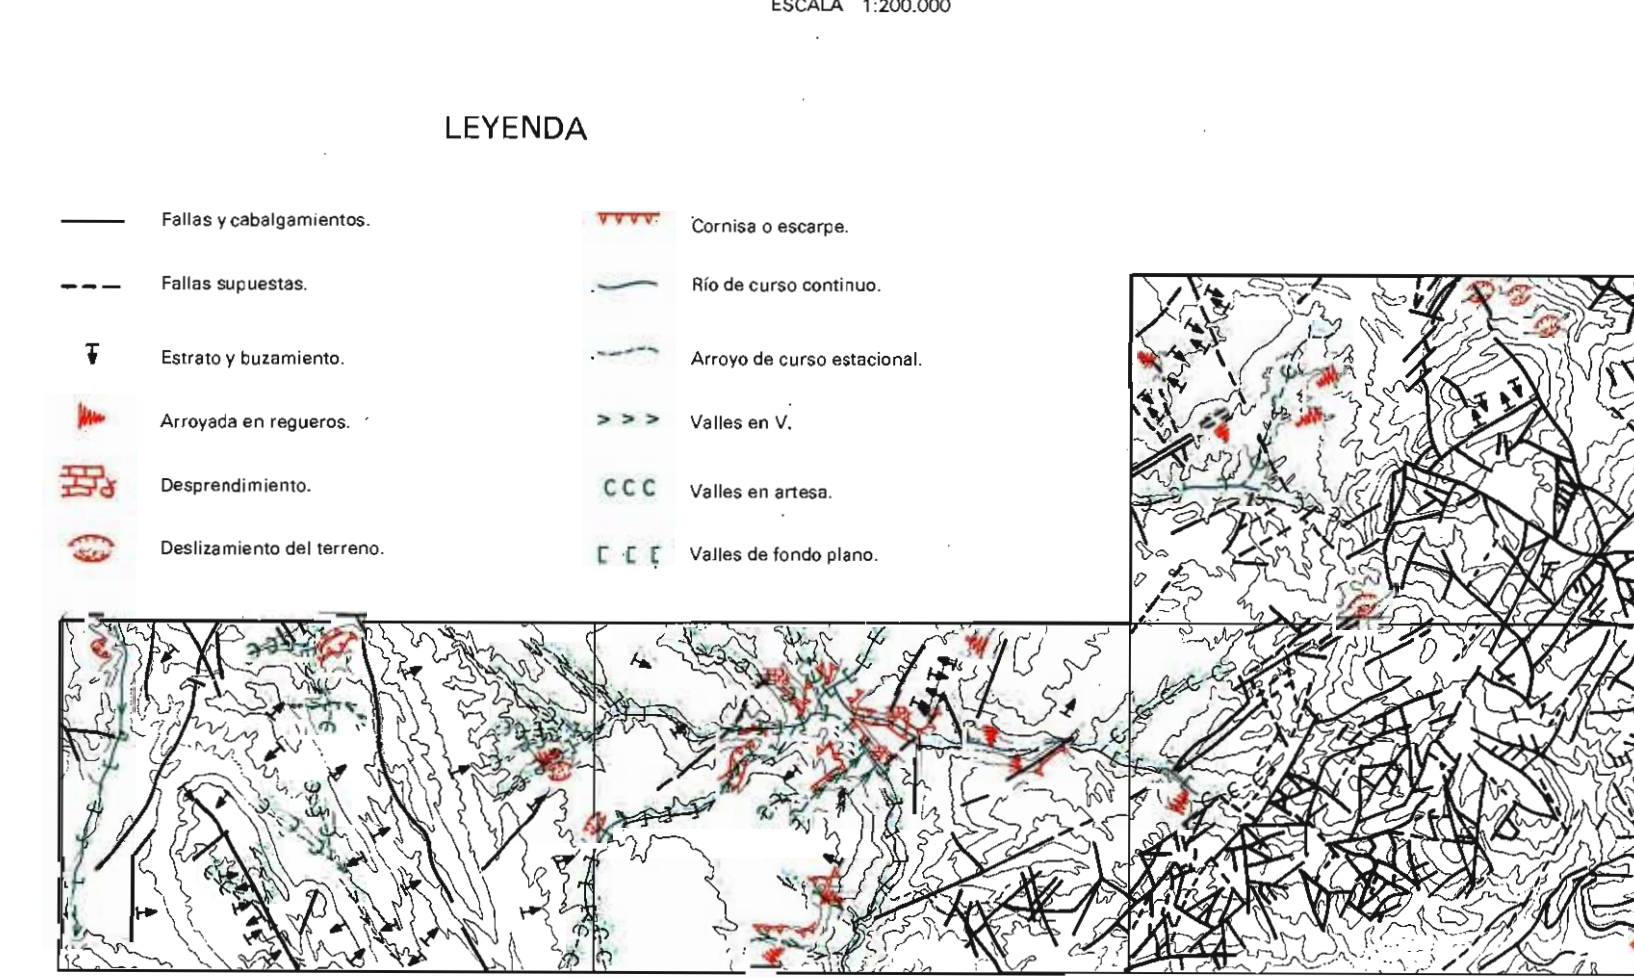 ESCALA 1:200.000
LEYENDA
Fallas y cabalgamientos.
Fallas supuestas.
Estrato y buzamiento.
Arroyada en regueros.
Desprendimiento.
Deslizamiento del terreno.
Cornisa o escarpe.
Río de curso continuo.
Arroyo de curso estacional.
Valles en V.
Valles en artesa.
Valles de fondo plano.